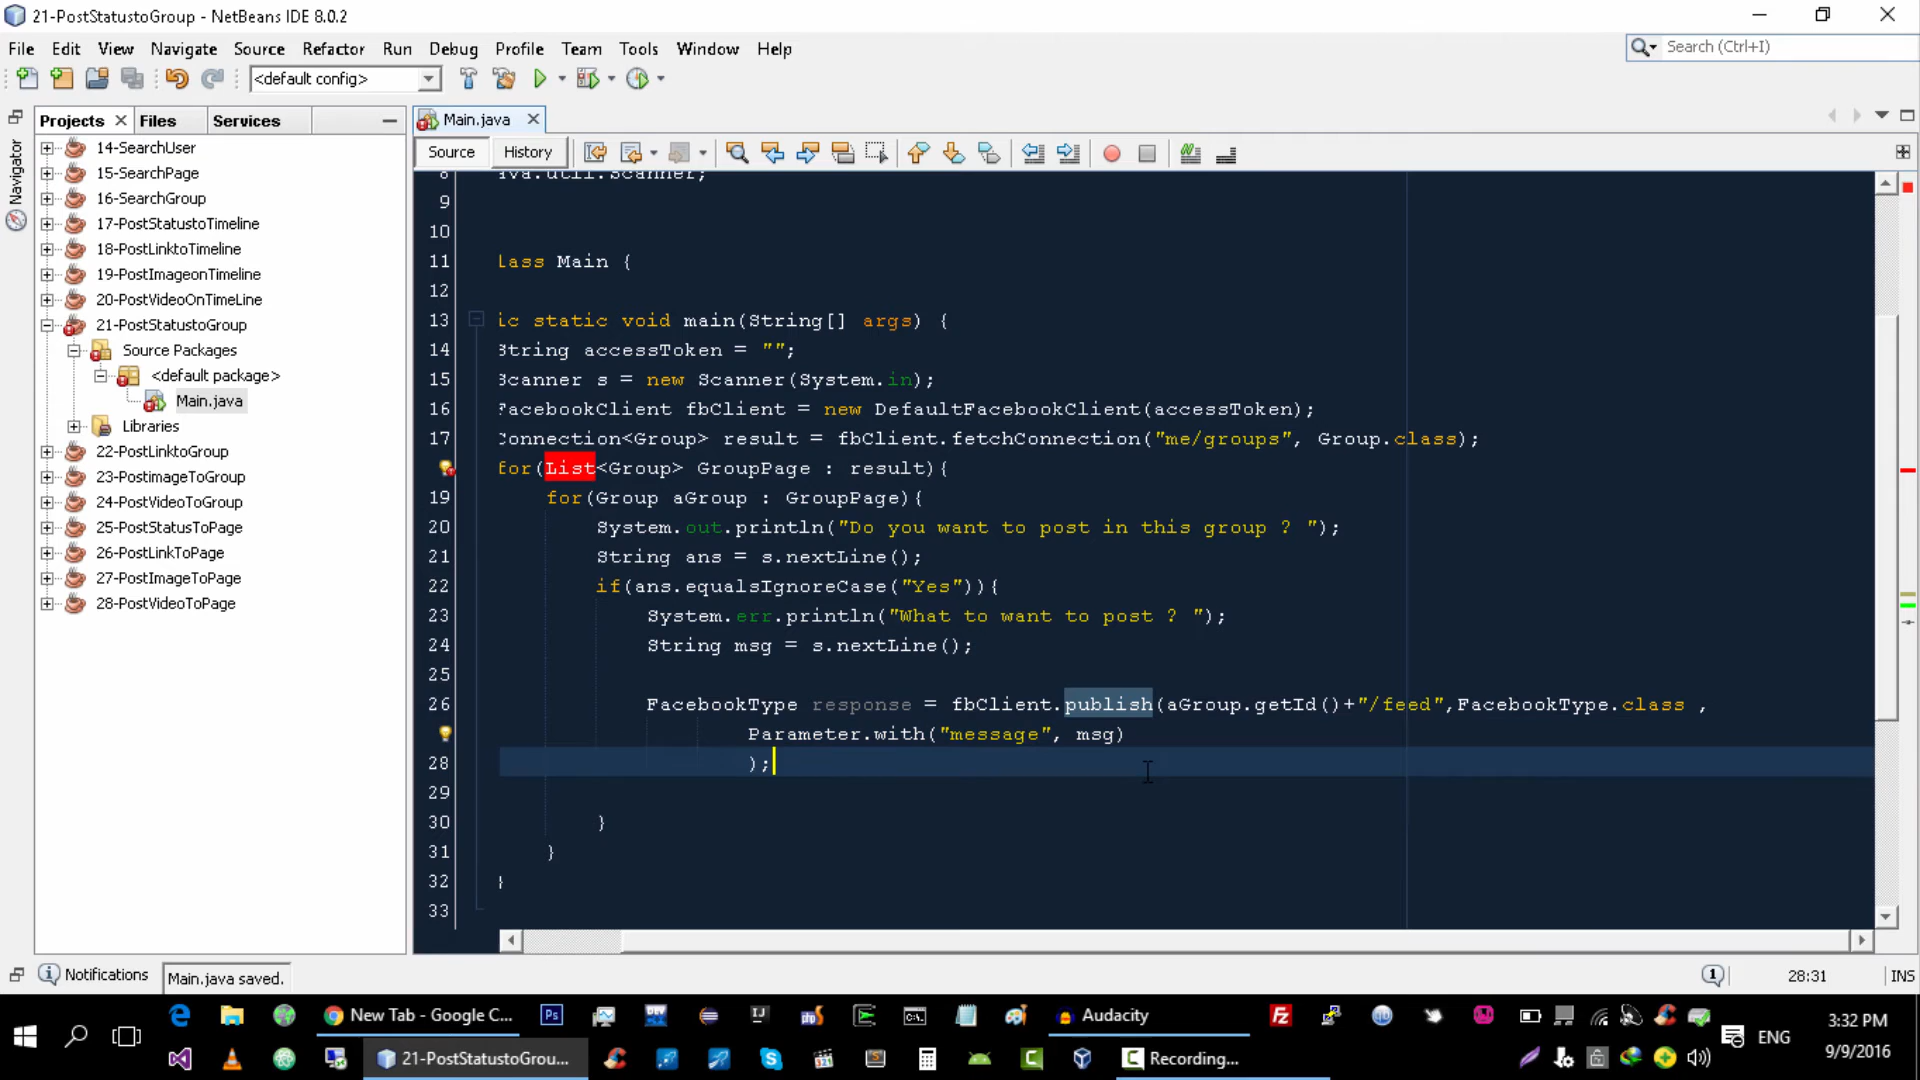 21-PostStatustoGroup - NetBeans IDE 8.0.2
File Edit View Navigate Source Refactor Run Debug Profile Team Tools Window Help
Search (Ctrl+I)
<default config>
Projects Files Services
Navigator
14-SearchUser
15-SearchPage
16-SearchGroup
17-PostStatustoTimeline
18-PostLinktoTimeline
19-PostImageonTimeline
20-PostVideoOnTimeLine
21-PostStatustoGroup
Source Packages
<default package>
Main.java
Libraries
22-PostLinktoGroup
23-PostimageToGroup
24-PostVideoToGroup
25-PostStatusToPage
26-PostLinkToPage
27-PostImageToPage
28-PostVideoToPage
Main.java
Source History
8 iva.util.Scanner;
9
10
11 lass Main {
12
13 ic static void main(String[] args) {
14 String accessToken = "";
15 Scanner s = new Scanner(System.in);
16 FacebookClient fbClient = new DefaultFacebookClient(accessToken);
17 Connection<Group> result = fbClient.fetchConnection("me/groups", Group.class);
for(List<Group> GroupPage : result){
19 for(Group aGroup : GroupPage){
20 System.out.println("Do you want to post in this group ? ");
21 String ans = s.nextLine();
22 if(ans.equalsIgnoreCase("Yes")){
23 System.err.println("What to want to post ? ");
24 String msg = s.nextLine();
25
26 FacebookType response = fbClient.publish(aGroup.getId()+"/feed",FacebookType.class ,
Parameter.with("message", msg)
28 );
29
30 }
31 }
32 }
33
Notifications Main.java saved.
1
28:31 INS
New Tab - Google C...
Ps
IJ
Audacity
Fz
ENG
3:32 PM
9/9/2016
21-PostStatustoGrou...
Recording...